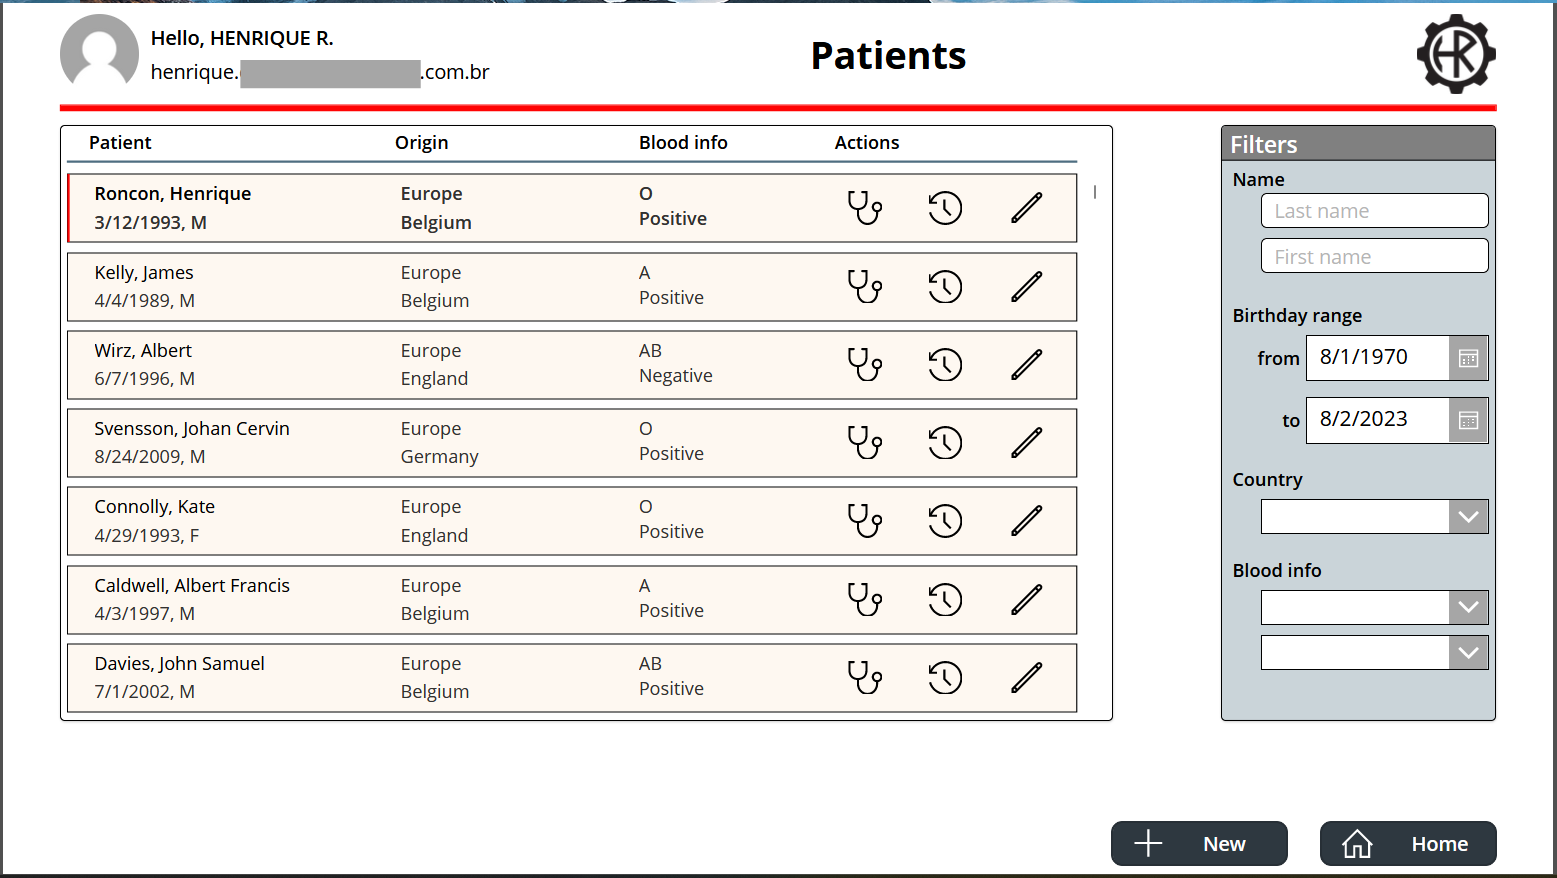 Hello, HENRIQUE R.
henrique.
.com.br
Patients
HR
Patient Origin Blood info Actions
Roncon, Henrique Europe O
3/12/1993, M Belgium Positive
Kelly, James Europe A
4/4/1989, M Belgium Positive
Wirz, Albert Europe AB
6/7/1996, M England Negative
Svensson, Johan Cervin Europe O
8/24/2009, M Germany Positive
Connolly, Kate Europe O
4/29/1993, F England Positive
Caldwell, Albert Francis Europe A
4/3/1997, M Belgium Positive
Davies, John Samuel Europe AB
7/1/2002, M Belgium Positive
Filters
Name
Last name
First name
Birthday range
from 8/1/1970
to 8/2/2023
Country
Blood info
New
Home